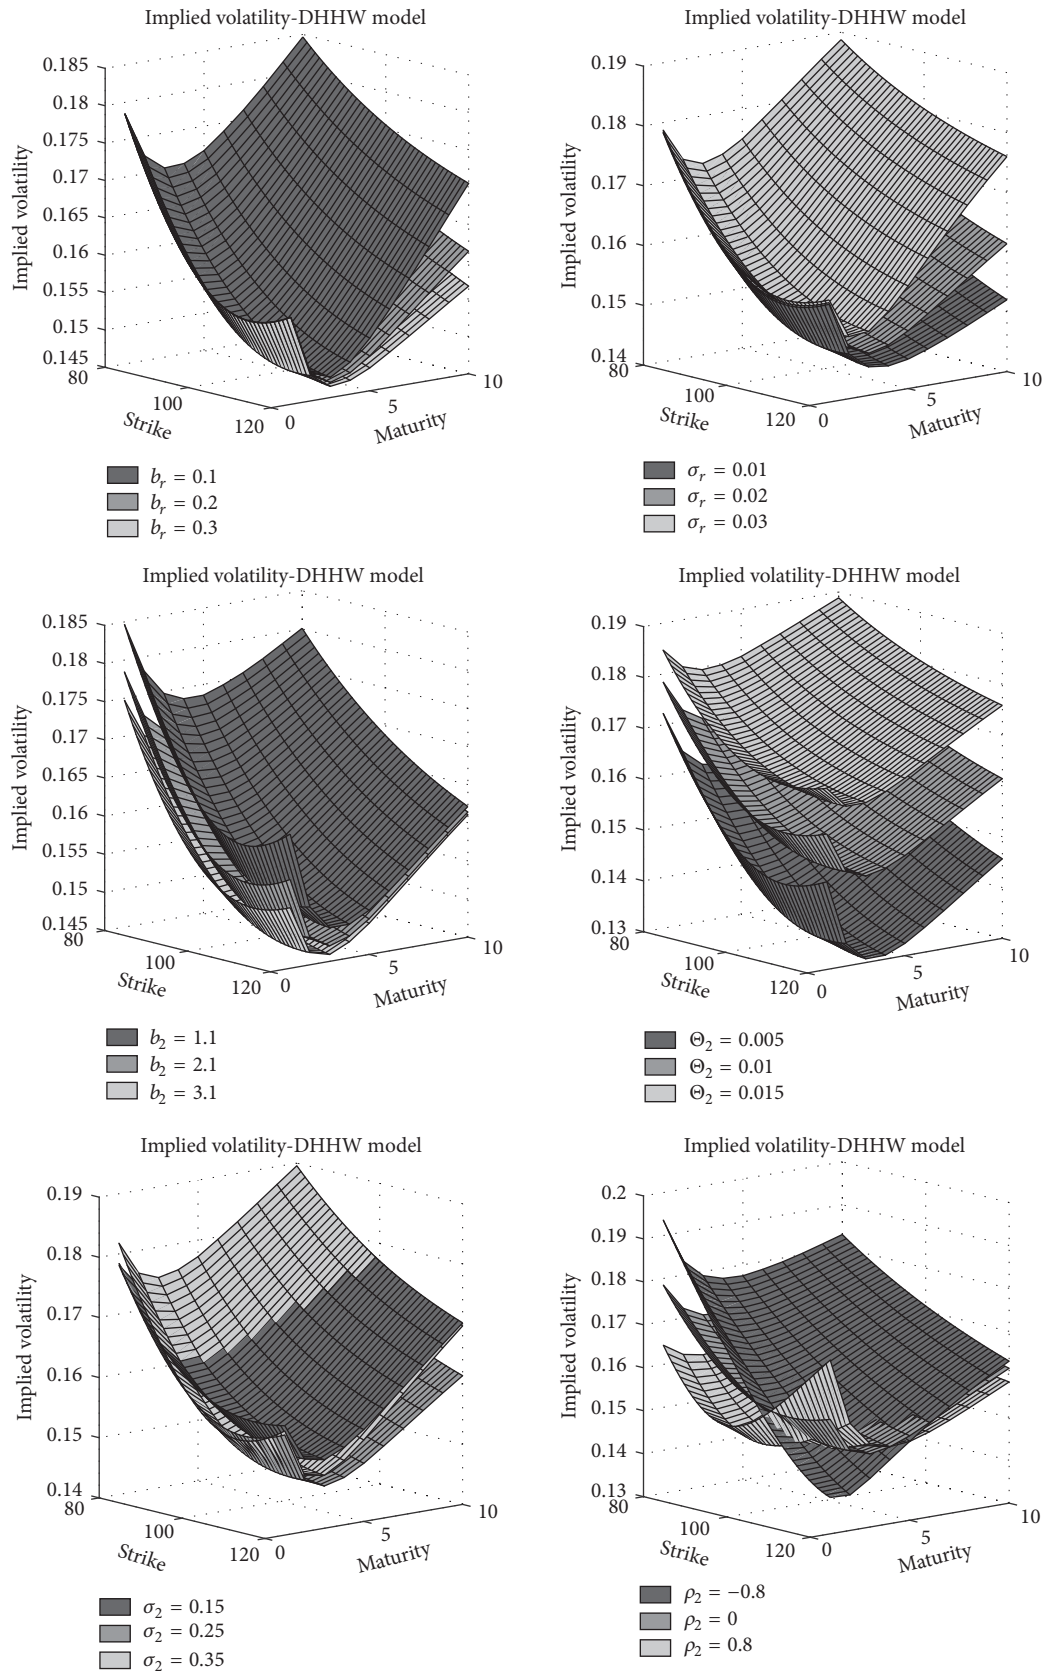 Implied volatility-DHHW model
Implied volatility
0.185
0.18
0.175
0.17
0.165
0.16
0.155
0.15
0.145
80
100
120
Strike
0
5
10
Maturity
b_r = 0.1
b_r = 0.2
b_r = 0.3
Implied volatility-DHHW model
Implied volatility
0.19
0.18
0.17
0.16
0.15
0.14
80
100
120
Strike
0
5
10
Maturity
σ_r = 0.01
σ_r = 0.02
σ_r = 0.03
Implied volatility-DHHW model
Implied volatility
0.185
0.18
0.175
0.17
0.165
0.16
0.155
0.15
0.145
80
100
120
Strike
0
5
10
Maturity
b_2 = 1.1
b_2 = 2.1
b_2 = 3.1
Implied volatility-DHHW model
Implied volatility
0.19
0.18
0.17
0.16
0.15
0.14
0.13
80
100
120
Strike
0
5
10
Maturity
Θ_2 = 0.005
Θ_2 = 0.01
Θ_2 = 0.015
Implied volatility-DHHW model
Implied volatility
0.19
0.18
0.17
0.16
0.15
0.14
80
100
120
Strike
0
5
10
Maturity
σ_2 = 0.15
σ_2 = 0.25
σ_2 = 0.35
Implied volatility-DHHW model
Implied volatility
0.2
0.19
0.18
0.17
0.16
0.15
0.14
0.13
80
100
120
Strike
0
5
10
Maturity
ρ_2 = −0.8
ρ_2 = 0
ρ_2 = 0.8